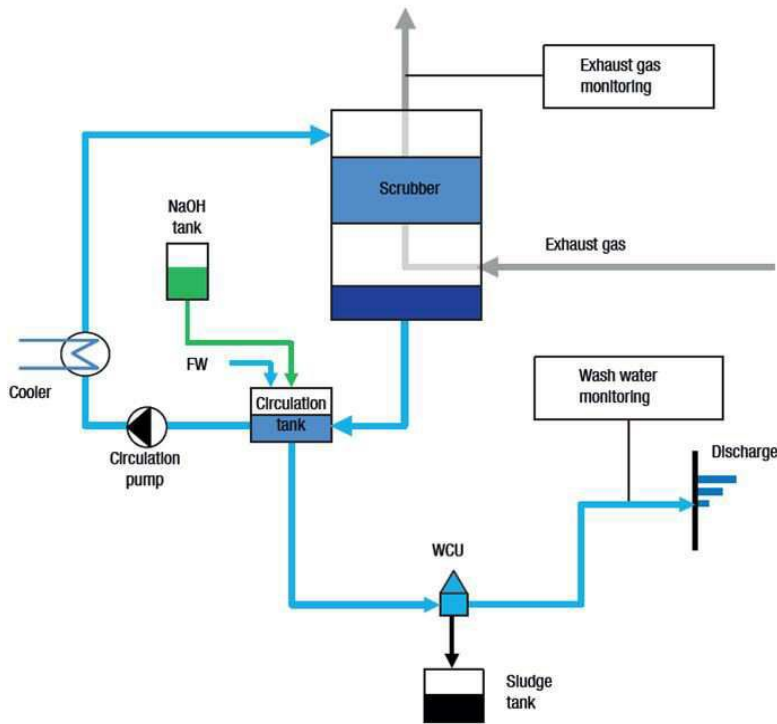 Exhaust gas
monitoring
Scrubber
NaOH
tank
Exhaust gas
FW
Cooler
Circulation
tank
Circulation
pump
Wash water
monitoring
Discharge
WCU
Sludge
tank